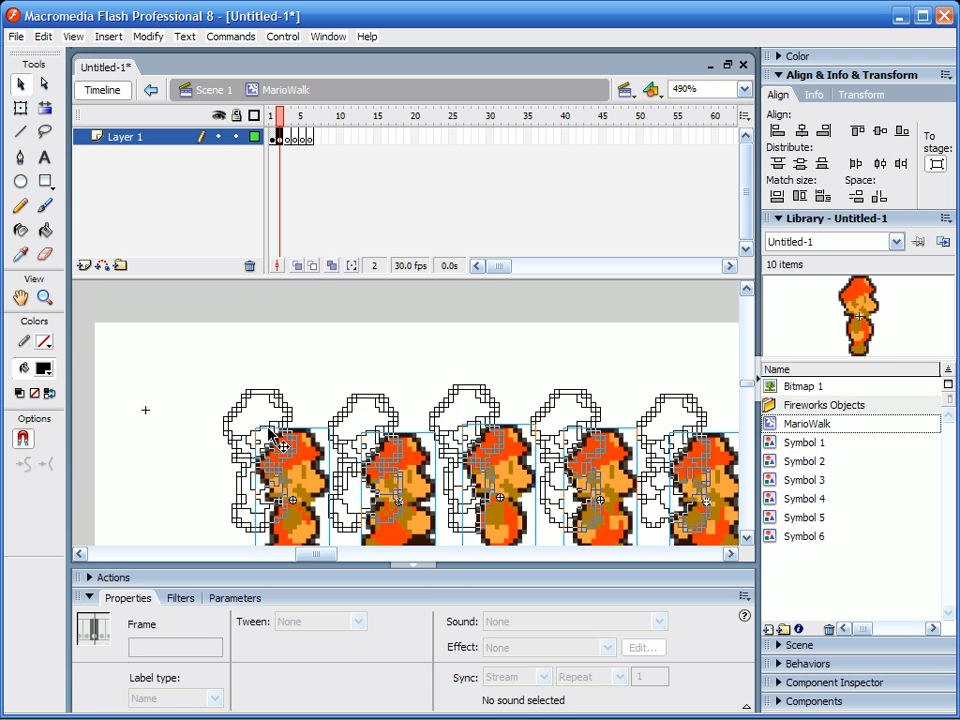 Macromedia Flash Professional 8 - [Untitled-1*]
File Edit View Insert Modify Text Commands Control Window Help
Tools
View
Colors
Options
Untitled-1*
Timeline Scene 1 MarioWalk 490%
1 5 10 15 20 25 30 35 40 45 50 55 60
Layer 1
2 30.0 fps 0.0s
Actions
Properties Filters Parameters
Frame
Label type:
Name
Tween: None
Sound: None
Effect: None Edit...
Sync: Stream Repeat 1
No sound selected
Color
Align & Info & Transform
Align Info Transform
Align:
Distribute:
Match size: Space:
To
stage:
Library - Untitled-1
Untitled-1
10 items
Name
Bitmap 1
Fireworks Objects
MarioWalk
Symbol 1
Symbol 2
Symbol 3
Symbol 4
Symbol 5
Symbol 6
Scene
Behaviors
Component Inspector
Components